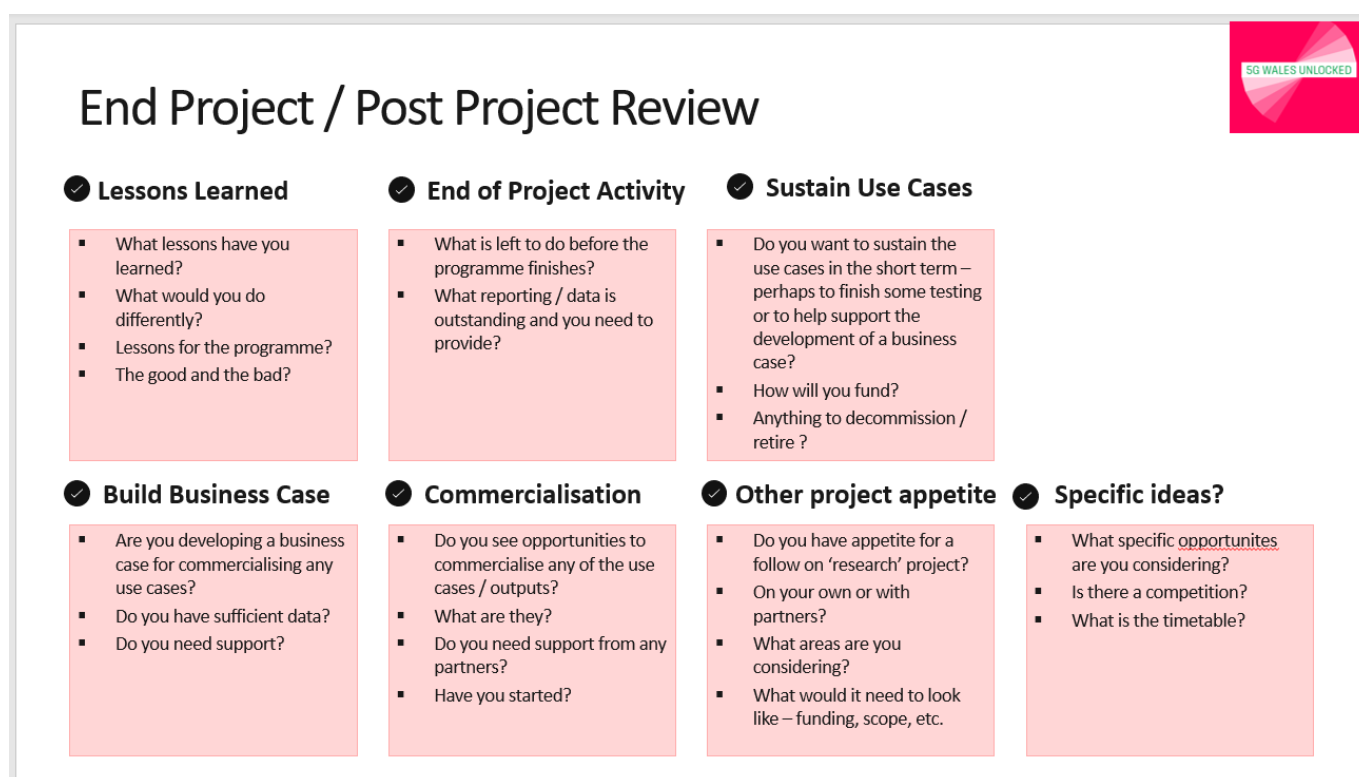 5G WALES UNLOCKED
End Project / Post Project Review
Lessons Learned
▪ What lessons have you
learned?
▪ What would you do
differently?
▪ Lessons for the programme?
▪ The good and the bad?
End of Project Activity
▪ What is left to do before the
programme finishes?
▪ What reporting / data is
outstanding and you need to
provide?
Sustain Use Cases
▪ Do you want to sustain the
use cases in the short term –
perhaps to finish some testing
or to help support the
development of a business
case?
▪ How will you fund?
▪ Anything to decommission /
retire ?
Build Business Case
▪ Are you developing a business
case for commercialising any
use cases?
▪ Do you have sufficient data?
▪ Do you need support?
Commercialisation
▪ Do you see opportunities to
commercialise any of the use
cases / outputs?
▪ What are they?
▪ Do you need support from any
partners?
▪ Have you started?
Other project appetite
▪ Do you have appetite for a
follow on ‘research’ project?
▪ On your own or with
partners?
▪ What areas are you
considering?
▪ What would it need to look
like – funding, scope, etc.
Specific ideas?
▪ What specific opportunites
are you considering?
▪ Is there a competition?
▪ What is the timetable?